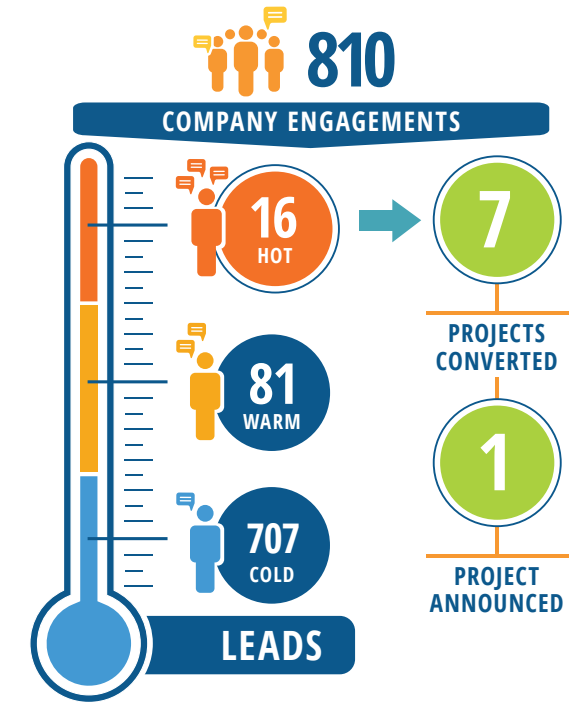 810
COMPANY ENGAGEMENTS
16
HOT
7
PROJECTS
CONVERTED
81
WARM
1
PROJECT
ANNOUNCED
707
COLD
LEADS